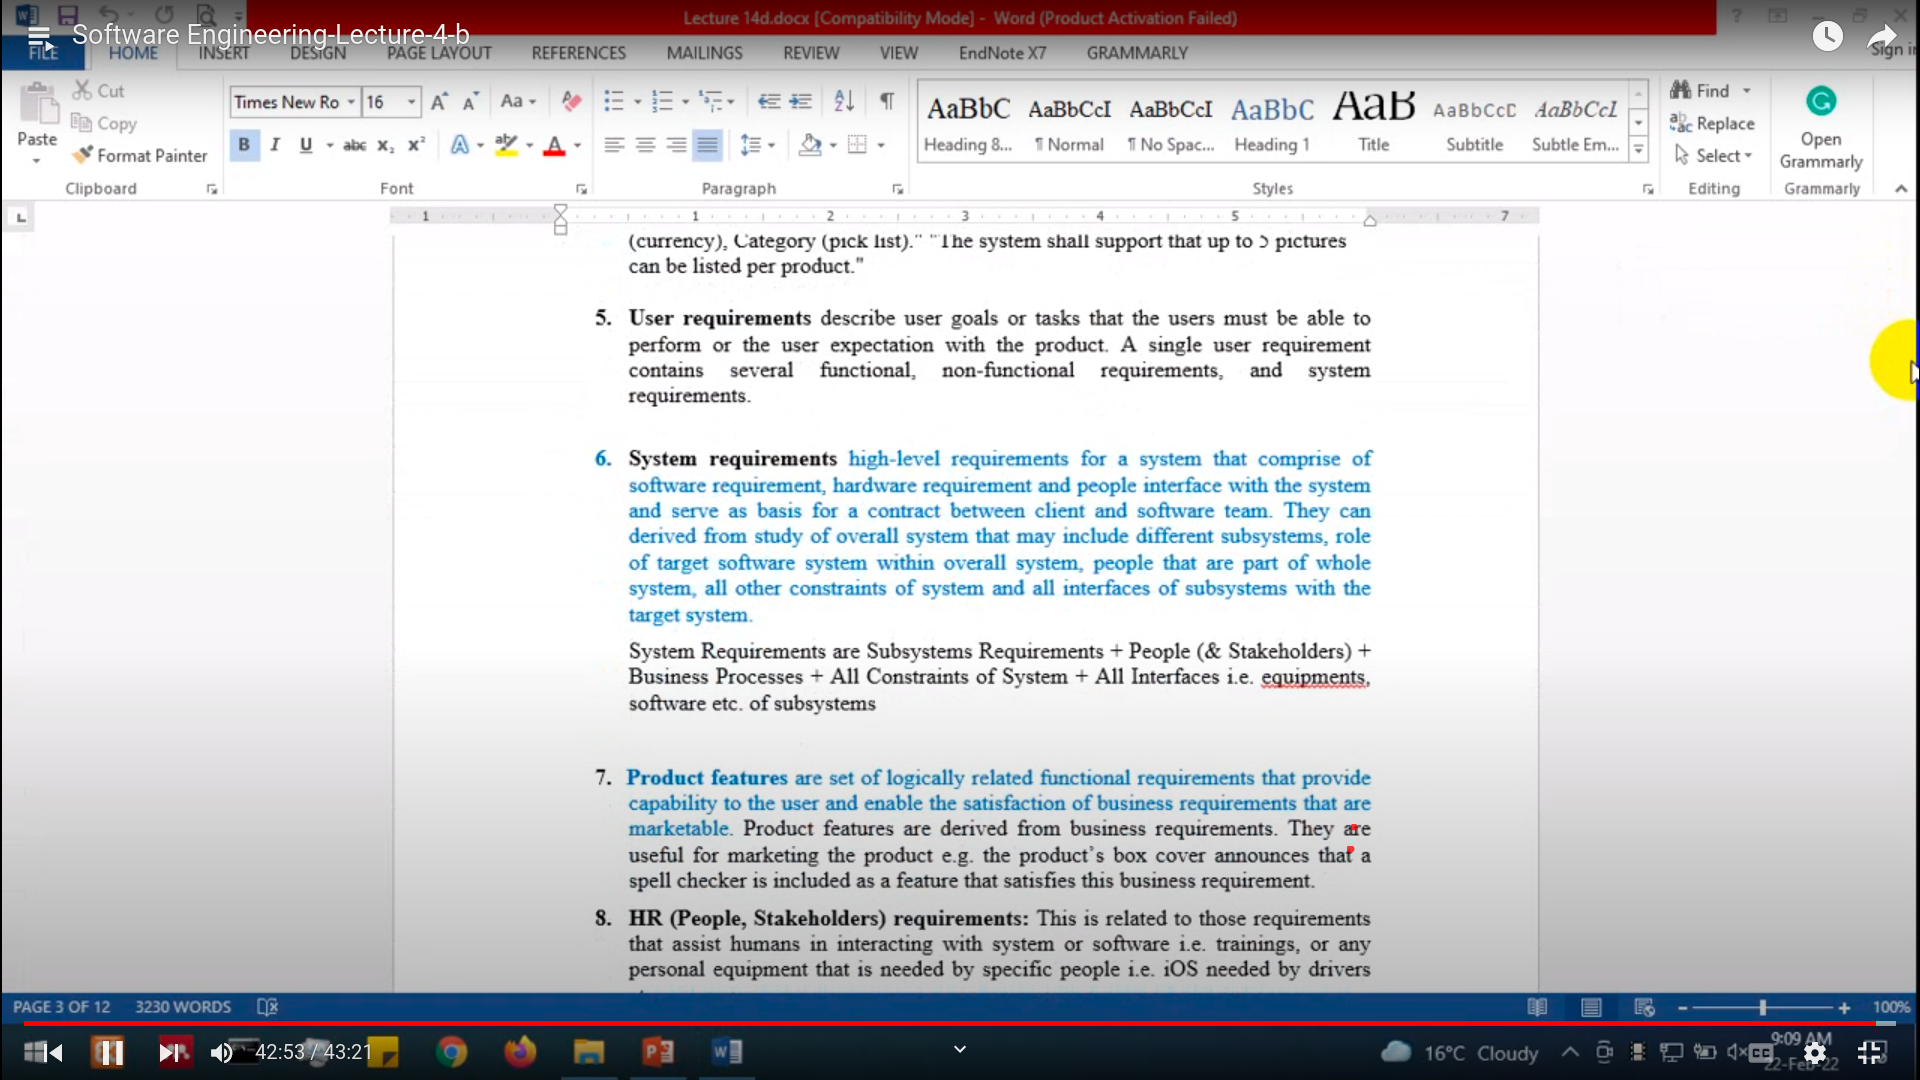 Lecture 14d.docx [Compatibility Mode] - Word (Product Activation Failed)
Software Engineering-Lecture-4-b
Sign in
FILE HOME INSERT DESIGN PAGE LAYOUT REFERENCES MAILINGS REVIEW VIEW EndNote X7 GRAMMARLY
Paste
Cut
Copy
Format Painter
Clipboard
Times New Ro 16
Font
Paragraph
AaBbC AaBbCcI AaBbCcI AaBbC AaB AaBbCcD AaBbCcI
Heading 8... ¶ Normal ¶ No Spac... Heading 1 Title Subtitle Subtle Em...
Styles
Find
Replace
Select
Editing
Open
Grammarly
Grammarly
1 1 2 3 4 5 7
(currency), Category (pick list)." "The system shall support that up to 5 pictures
can be listed per product."
5. User requirements describe user goals or tasks that the users must be able to
perform or the user expectation with the product. A single user requirement
contains several functional, non-functional requirements, and system
requirements.
6. System requirements high-level requirements for a system that comprise of
software requirement, hardware requirement and people interface with the system
and serve as basis for a contract between client and software team. They can
derived from study of overall system that may include different subsystems, role
of target software system within overall system, people that are part of whole
system, all other constraints of system and all interfaces of subsystems with the
target system.
System Requirements are Subsystems Requirements + People (& Stakeholders) +
Business Processes + All Constraints of System + All Interfaces i.e. equipments,
software etc. of subsystems
7. Product features are set of logically related functional requirements that provide
capability to the user and enable the satisfaction of business requirements that are
marketable. Product features are derived from business requirements. They are
useful for marketing the product e.g. the product's box cover announces that a
spell checker is included as a feature that satisfies this business requirement.
8. HR (People, Stakeholders) requirements: This is related to those requirements
that assist humans in interacting with system or software i.e. trainings, or any
personal equipment that is needed by specific people i.e. iOS needed by drivers
PAGE 3 OF 12 3230 WORDS 100%
42:53 / 43:21
16°C Cloudy
9:09 AM
22-Feb-22